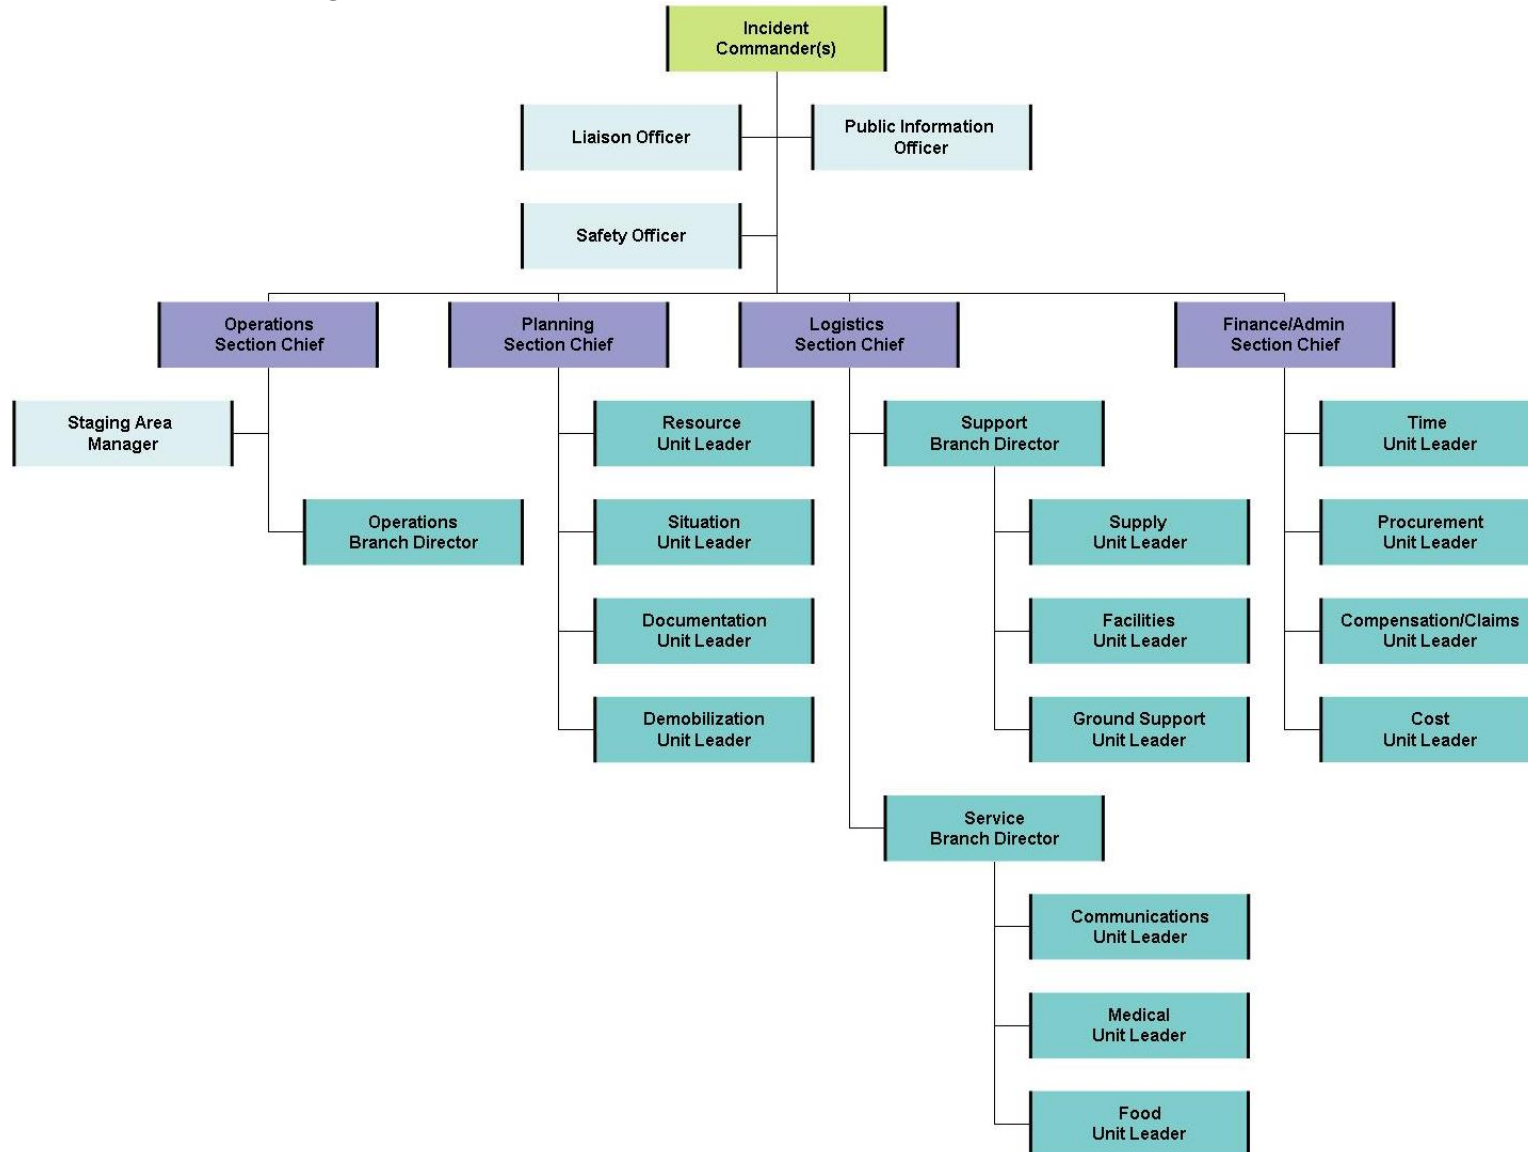 Incident
Commander(s)
Liaison Officer
Public Information
Officer
Safety Officer
Operations
Section Chief
Planning
Section Chief
Logistics
Section Chief
Finance/Admin
Section Chief
Staging Area
Manager
Resource
Unit Leader
Support
Branch Director
Time
Unit Leader
Operations
Branch Director
Situation
Unit Leader
Supply
Unit Leader
Procurement
Unit Leader
Documentation
Unit Leader
Facilities
Unit Leader
Compensation/Claims
Unit Leader
Demobilization
Unit Leader
Ground Support
Unit Leader
Cost
Unit Leader
Service
Branch Director
Communications
Unit Leader
Medical
Unit Leader
Food
Unit Leader